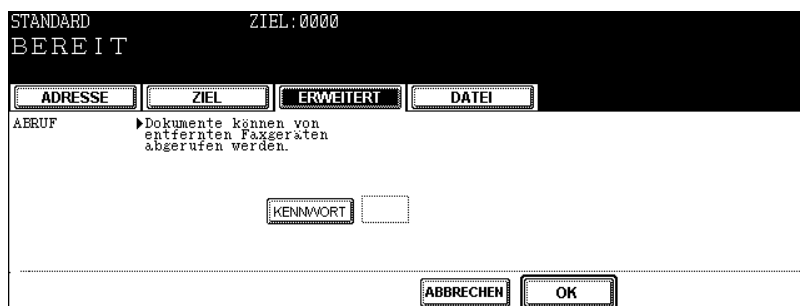 STANDARD ZIEL:0000
BEREIT
ADRESSE ZIEL ERWEITERT DATEI
ABRUF Dokumente können von
entfernten Faxgeräten
abgerufen werden.
KENNWORT
ABBRECHEN OK